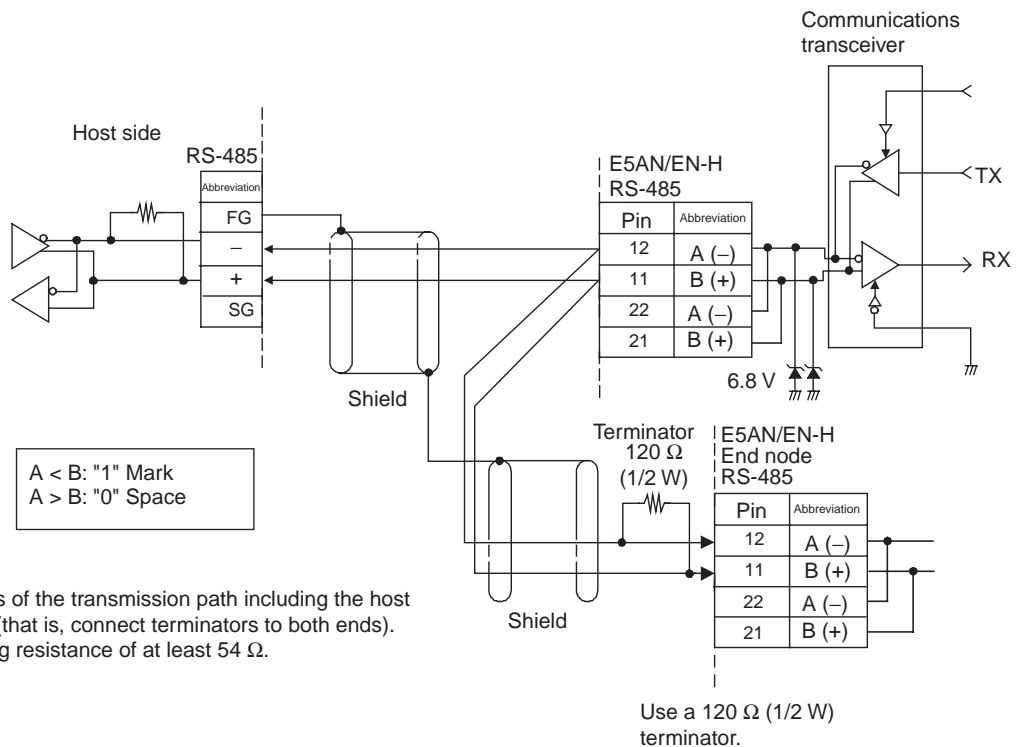 Communications
transceiver
Host side
RS-485
Abbreviation
FG
−
+
SG
E5AN/EN-H
RS-485
Pin Abbreviation
12 A (−)
11 B (+)
22 A (−)
21 B (+)
TX
RX
6.8 V
Shield
A < B: "1" Mark
A > B: "0" Space
Terminator
120 Ω
(1/2 W)
E5AN/EN-H
End node
RS-485
Pin Abbreviation
12 A (−)
11 B (+)
22 A (−)
21 B (+)
Shield
s of the transmission path including the host
(that is, connect terminators to both ends).
g resistance of at least 54 Ω.
Use a 120 Ω (1/2 W)
terminator.